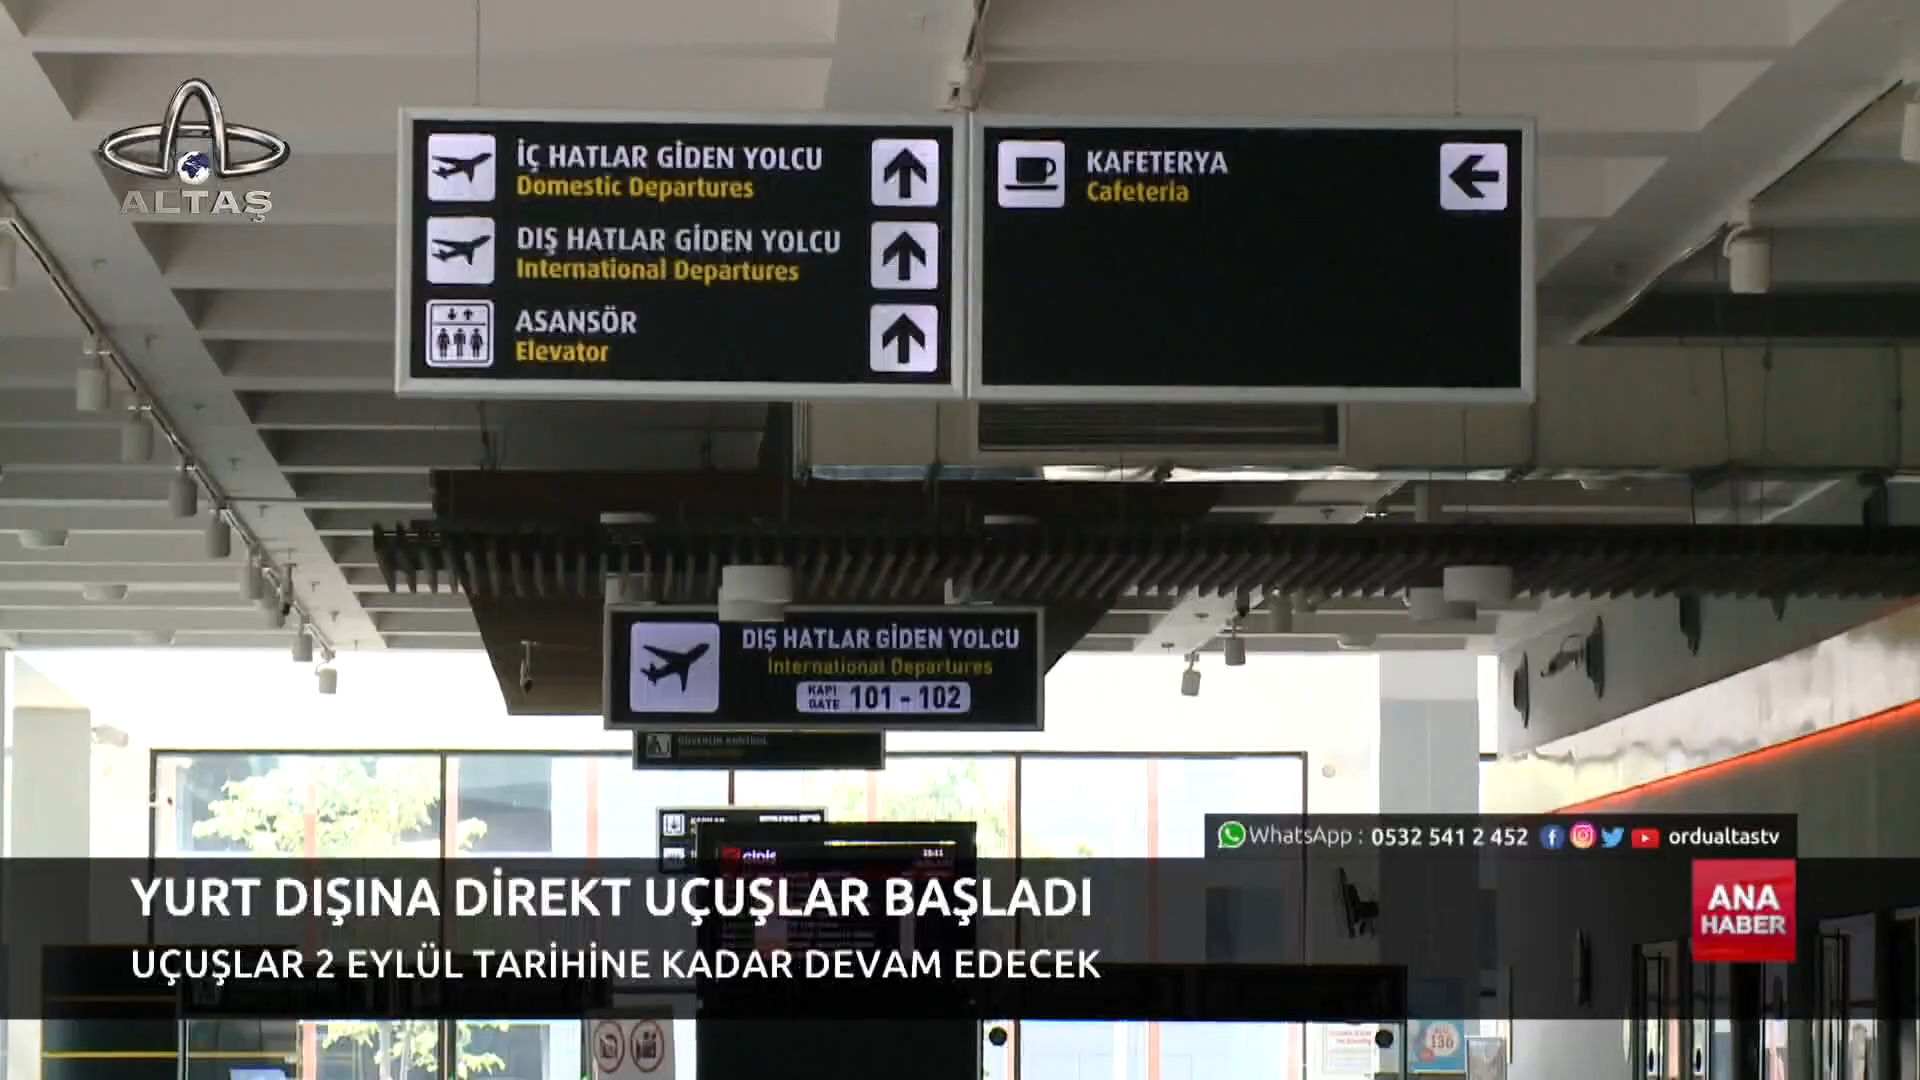 ALTAŞ
İÇ HATLAR GİDEN YOLCU
Domestic Departures
DIŞ HATLAR GİDEN YOLCU
International Departures
ASANSÖR
Elevator
KAFETERYA
Cafeteria
DIŞ HATLAR GİDEN YOLCU
International Departures
KAPI
GATE 101 - 102
GÜVENLİK KONTROL
WhatsApp : 0532 541 2 452 ordualtastv
YURT DIŞINA DİREKT UÇUŞLAR BAŞLADI
UÇUŞLAR 2 EYLÜL TARİHİNE KADAR DEVAM EDECEK
ANA
HABER